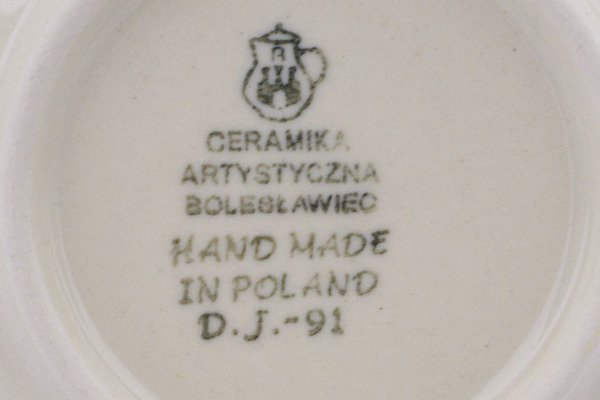 B
CERAMIKA
ARTYSTYCZNA
BOLESŁAWIEC
HAND MADE
IN POLAND
D.J.-91